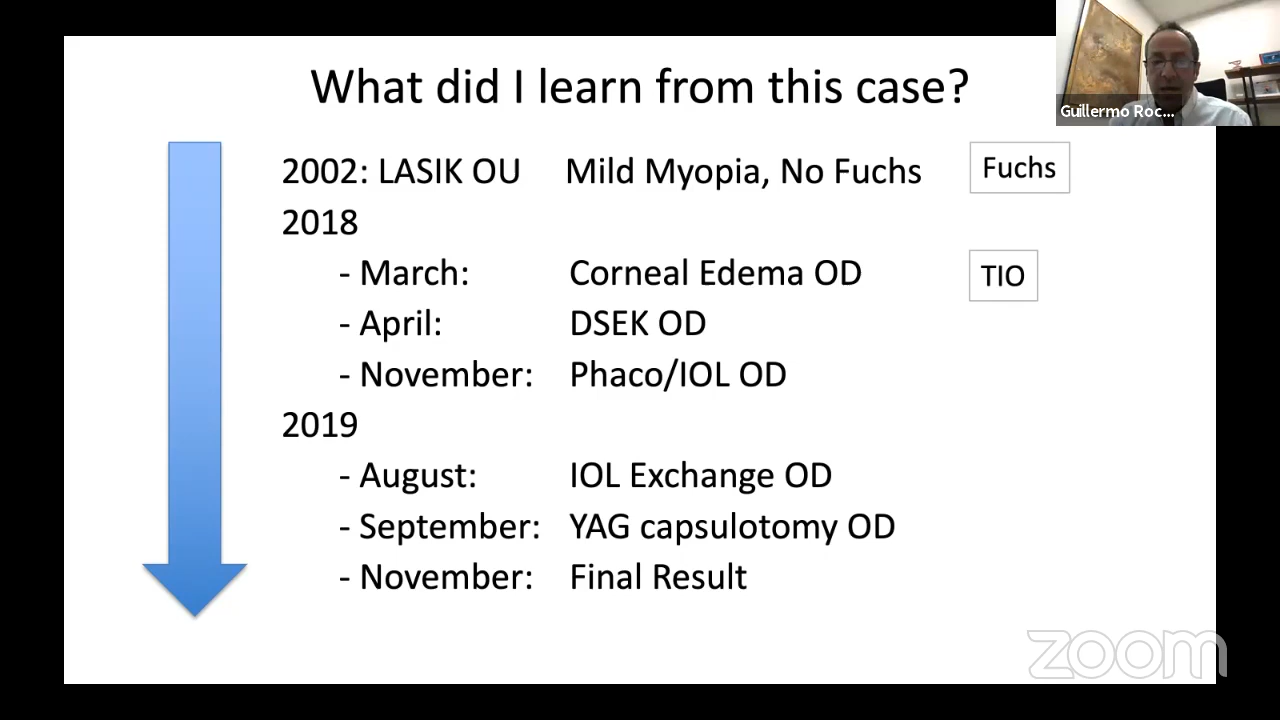 What did I learn from this case?
Guillermo Roc...
2002: LASIK OU Mild Myopia, No Fuchs
Fuchs
2018
- March: Corneal Edema OD
TIO
- April: DSEK OD
- November: Phaco/IOL OD
2019
- August: IOL Exchange OD
- September: YAG capsulotomy OD
- November: Final Result
zoom